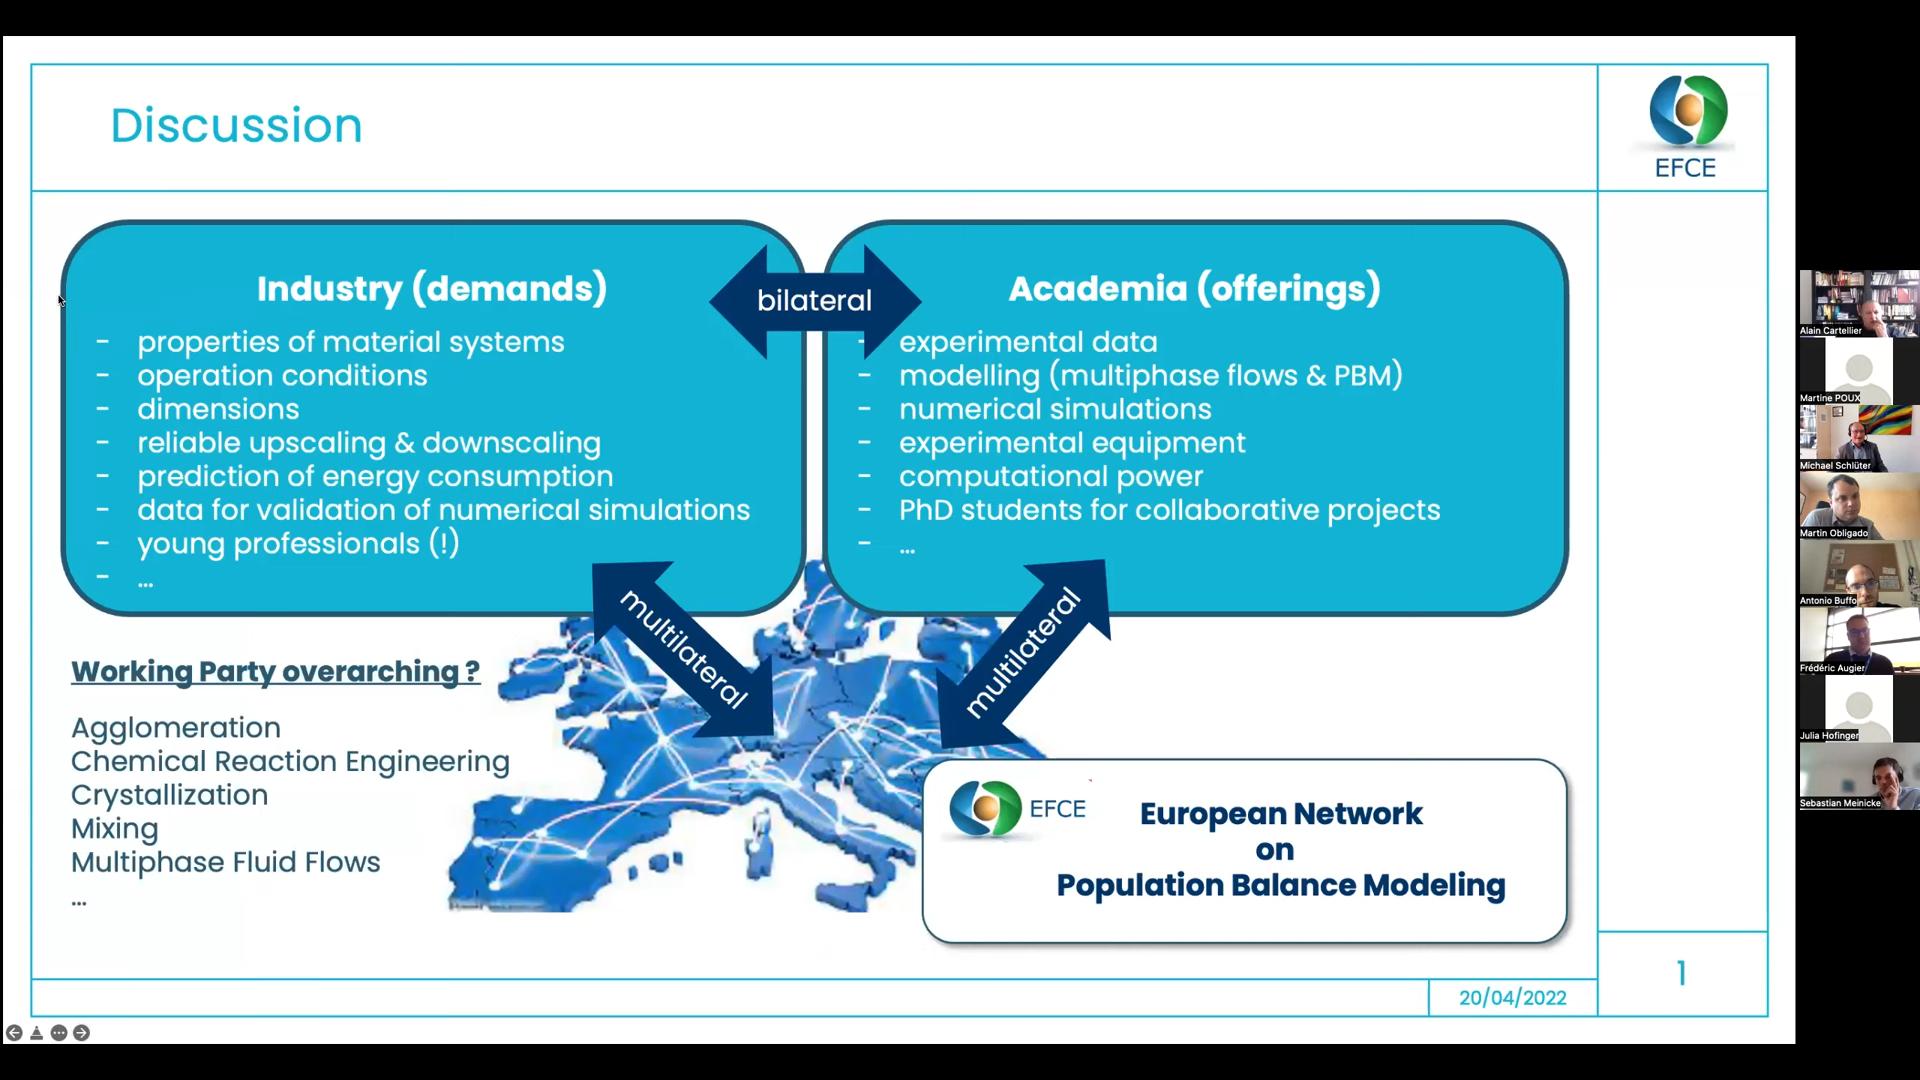 Discussion
EFCE
Industry (demands)
- properties of material systems
- operation conditions
- dimensions
- reliable upscaling & downscaling
- prediction of energy consumption
- data for validation of numerical simulations
- young professionals (!)
- ...
bilateral
Academia (offerings)
- experimental data
- modelling (multiphase flows & PBM)
- numerical simulations
- experimental equipment
- computational power
- PhD students for collaborative projects
- ...
multilateral
multilateral
Working Party overarching ?
Agglomeration
Chemical Reaction Engineering
Crystallization
Mixing
Multiphase Fluid Flows
...
EFCE
European Network
on
Population Balance Modeling
20/04/2022
1
Alain Cartellier
Martine POUX
Michael Schlüter
Martin Obligado
Antonio Buffo
Frédéric Augier
Julia Hofinger
Sebastian Meinicke